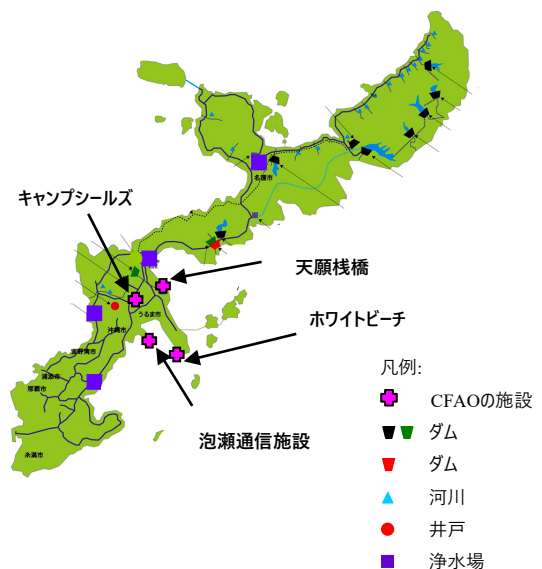 名護市
キャンプシールズ
天願桟橋
うるま市
ホワイトビーチ
沖縄市
宜野湾市
浦添市
那覇市
泡瀬通信施設
糸満市
凡例:
CFAOの施設
ダム
ダム
河川
井戸
浄水場